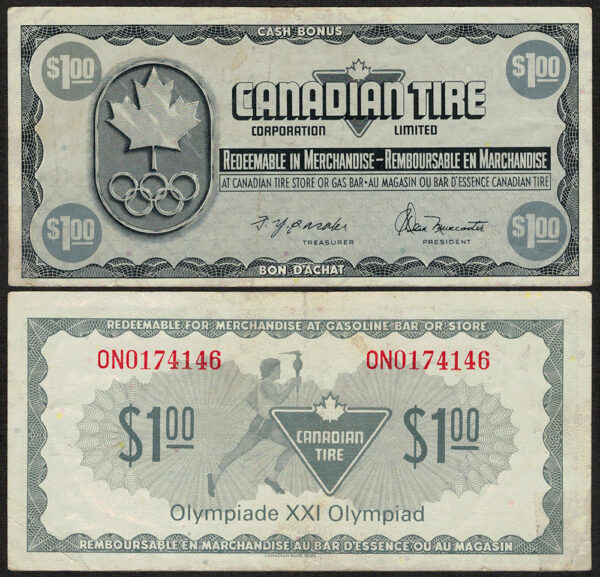 CASH BONUS
$1.00 $1.00
CANADIAN TIRE
CORPORATION LIMITED
REDEEMABLE IN MERCHANDISE–REMBOURSABLE EN MARCHANDISE
AT CANADIAN TIRE STORE OR GAS BAR•AU MAGASIN OU BAR D'ESSENCE CANADIAN TIRE
$1.00 $1.00
TREASURER PRESIDENT
BON D'ACHAT
REDEEMABLE FOR MERCHANDISE AT GASOLINE BAR OR STORE
ON0174146 ON0174146
$1.00 $1.00
CANADIAN
TIRE
Olympiade XXI Olympiad
REMBOURSABLE EN MARCHANDISE AU BAR D'ESSENCE OU AU MAGASIN